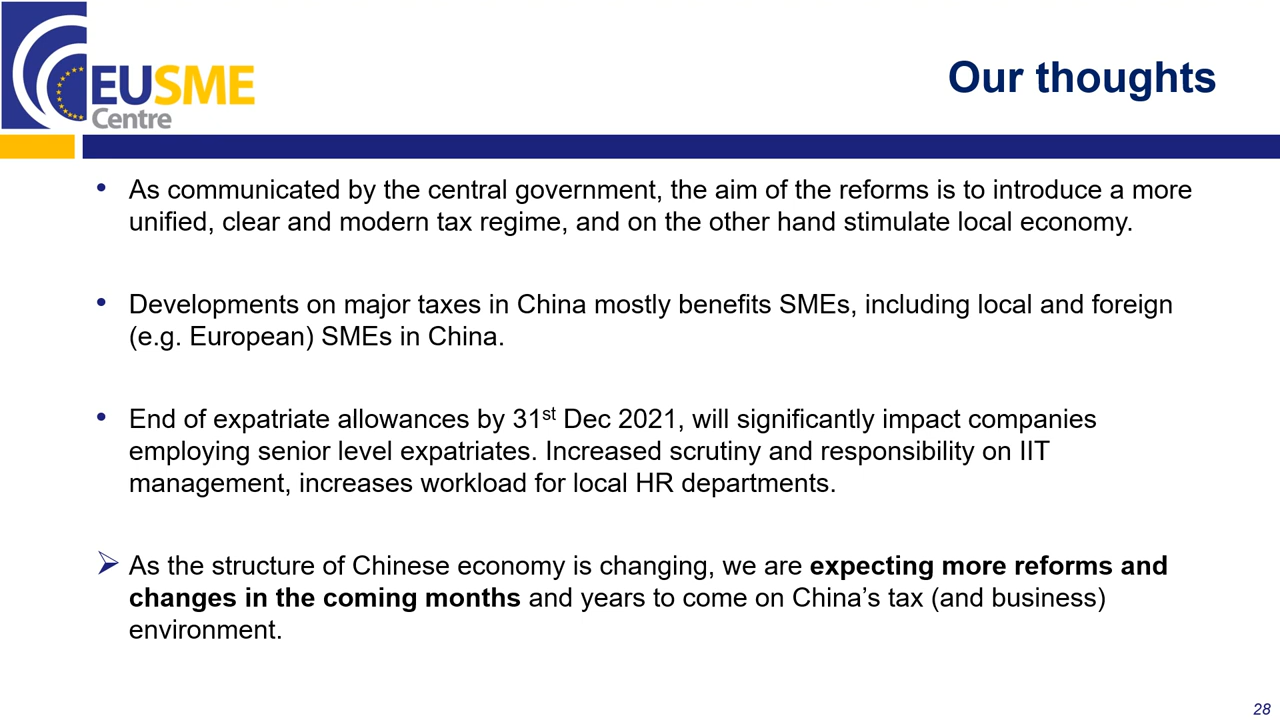 EUSME
Centre
Our thoughts
• As communicated by the central government, the aim of the reforms is to introduce a more
unified, clear and modern tax regime, and on the other hand stimulate local economy.
• Developments on major taxes in China mostly benefits SMEs, including local and foreign
(e.g. European) SMEs in China.
• End of expatriate allowances by 31st Dec 2021, will significantly impact companies
employing senior level expatriates. Increased scrutiny and responsibility on IIT
management, increases workload for local HR departments.
➢ As the structure of Chinese economy is changing, we are expecting more reforms and
changes in the coming months and years to come on China’s tax (and business)
environment.
28